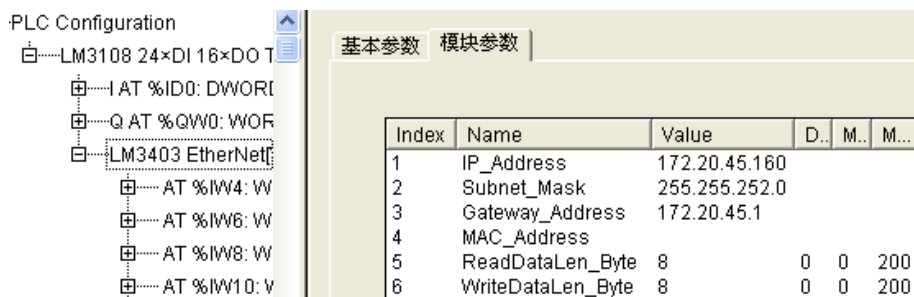 PLC Configuration
LM3108 24×DI 16×DO T
I AT %ID0: DWORD
Q AT %QW0: WOR
LM3403 EtherNet[
AT %IW4: W
AT %IW6: W
AT %IW8: W
AT %IW10: W
基本参数 模块参数
Index Name Value D.. M.. M...
1 IP_Address 172.20.45.160
2 Subnet_Mask 255.255.252.0
3 Gateway_Address 172.20.45.1
4 MAC_Address
5 ReadDataLen_Byte 8 0 0 200
6 WriteDataLen_Byte 8 0 0 200